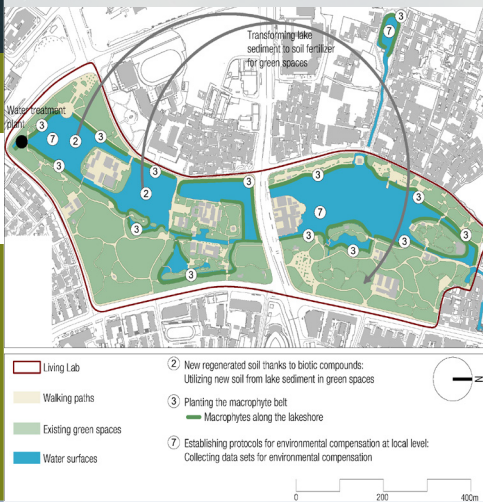 Transforming lake
sediment to soil fertilizer
for green spaces
3
7
Water treatment
plant
3
3
7
2
3
3
2
3
3
3
3
7
3
3
3
3
3
3
Living Lab
Walking paths
Existing green spaces
Water surfaces
2 New regenerated soil thanks to biotic compounds:
Utilizing new soil from lake sediment in green spaces
3 Planting the macrophyte belt
Macrophytes along the lakeshore
7 Establishing protocols for environmental compensation at local level:
Collecting data sets for environmental compensation
N
0 200 400m